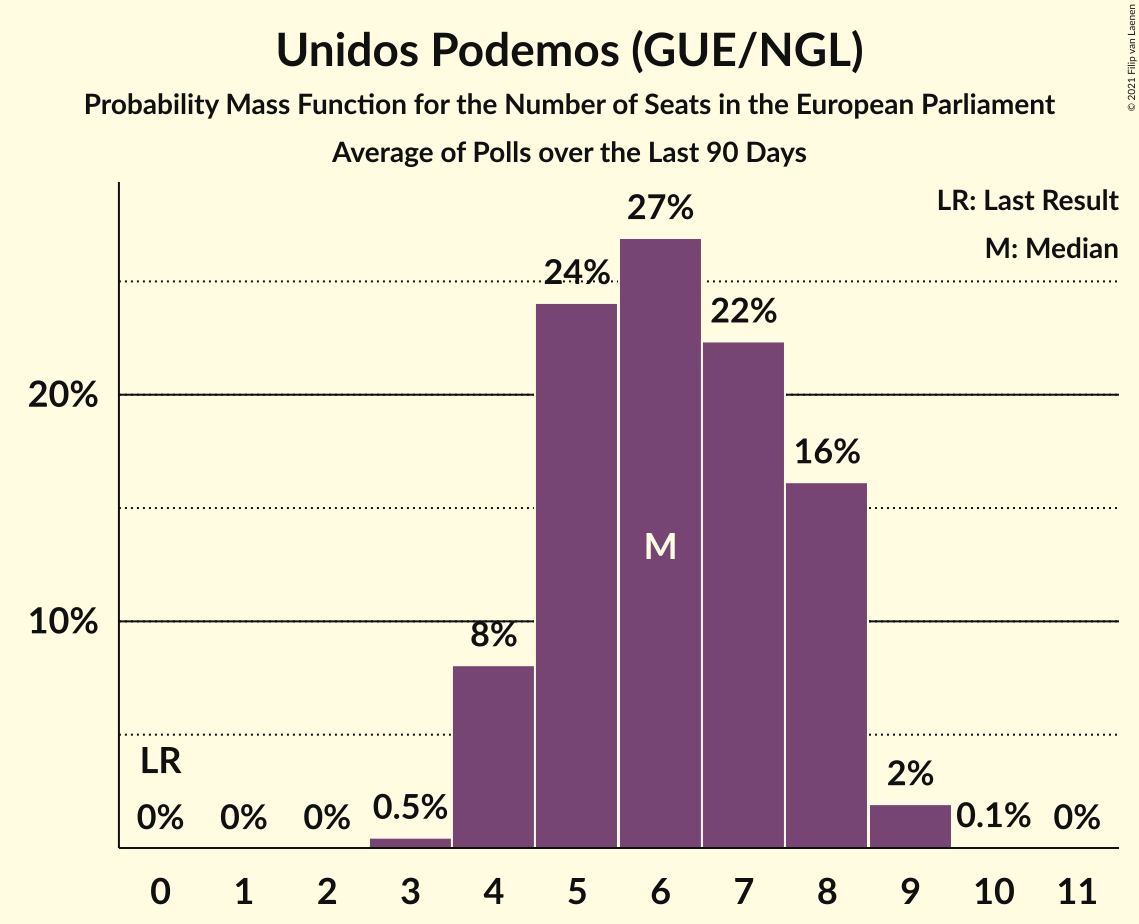 Unidos Podemos (GUE/NGL)
Probability Mass Function for the Number of Seats in the European Parliament
Average of Polls over the Last 90 Days
© 2021 Filip van Laenen
LR: Last Result
M: Median
27%
24%
22%
20%
16%
M
10%
8%
LR
2%
0% 0% 0% 0.5% 0.1% 0%
0 1 2 3 4 5 6 7 8 9 10 11